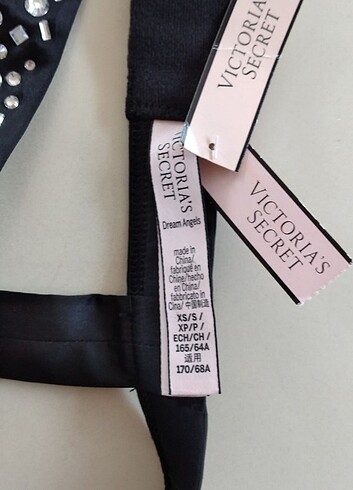 VICTORIA'S
SECRET
VICTORIA'S
SECRET
VICTORIA'S
SECRET
Dream Angels
made in
China/
fabriqué en
Chine/hecho
en China/
fabbricato in
Cina/ 中国制造
XS/S /
XP/P /
ECH/CH /
165/64A
适用
170/68A